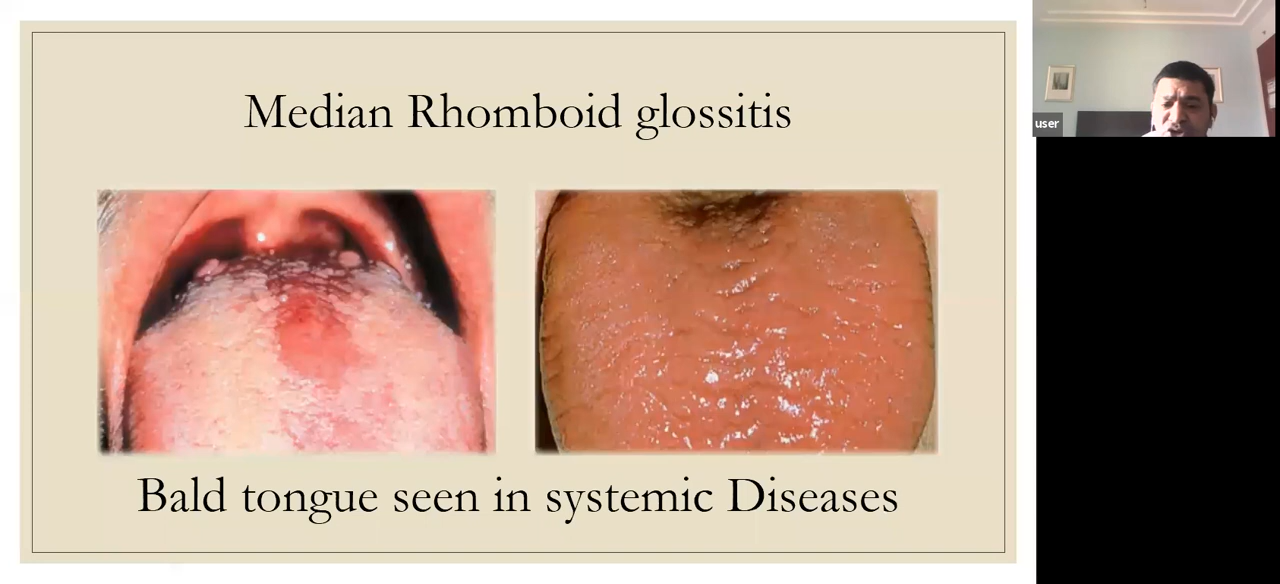 Median Rhomboid glossitis
user
Bald tongue seen in systemic Diseases